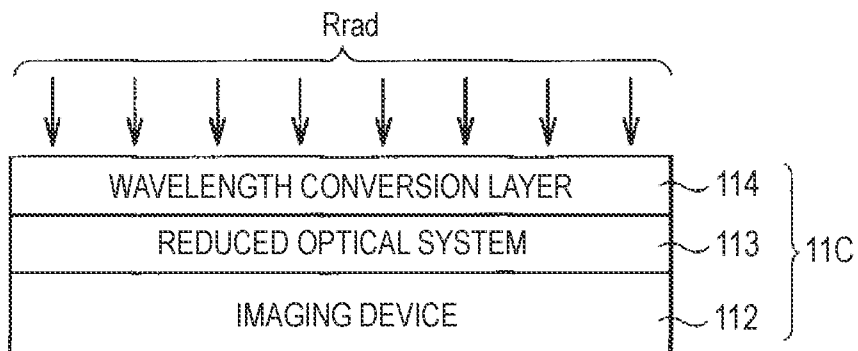 Rrad
WAVELENGTH CONVERSION LAYER 114
REDUCED OPTICAL SYSTEM 113
11C
IMAGING DEVICE 112